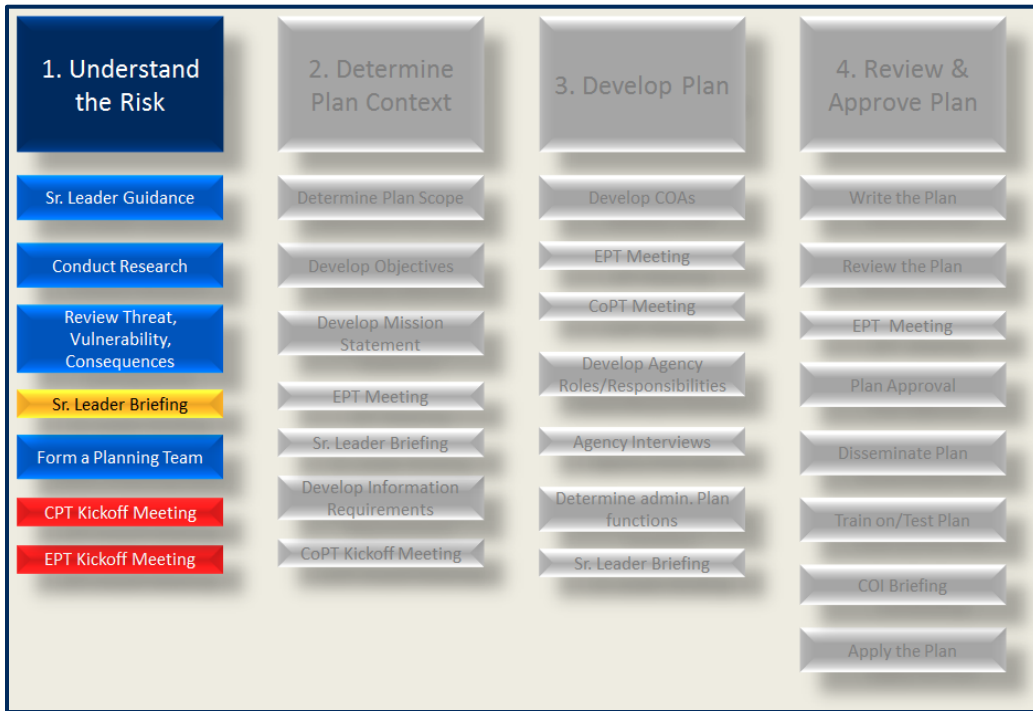 1. Understand
the Risk
Sr. Leader Guidance
Conduct Research
Review Threat,
Vulnerability,
Consequences
Sr. Leader Briefing
Form a Planning Team
CPT Kickoff Meeting
EPT Kickoff Meeting
2. Determine
Plan Context
Determine Plan Scope
Develop Objectives
Develop Mission
Statement
EPT Meeting
Sr. Leader Briefing
Develop Information
Requirements
CoPT Kickoff Meeting
3. Develop Plan
Develop COAs
EPT Meeting
CoPT Meeting
Develop Agency
Roles/Responsibilities
Agency Interviews
Determine admin. Plan
functions
Sr. Leader Briefing
4. Review &
Approve Plan
Write the Plan
Review the Plan
EPT  Meeting
Plan Approval
Disseminate Plan
Train on/Test Plan
COI Briefing
Apply the Plan